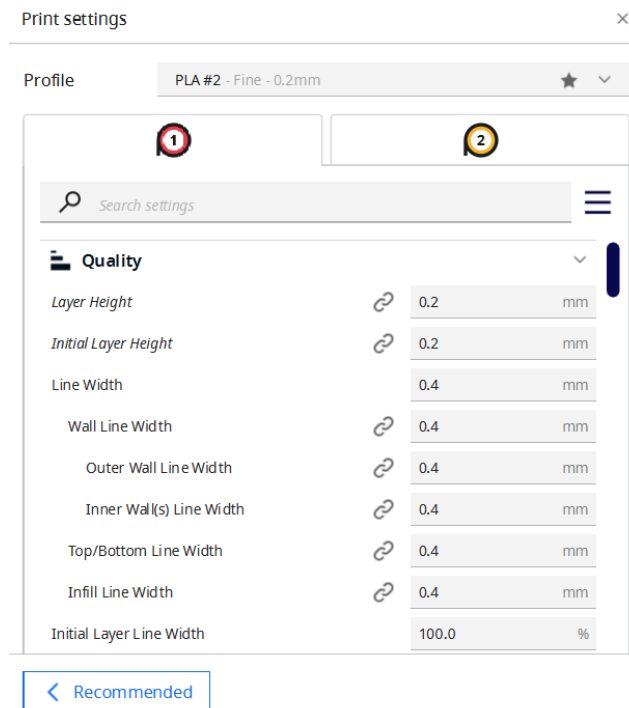 Print settings
Profile PLA #2 - Fine - 0.2mm
1 2
Search settings
Quality
Layer Height 0.2 mm
Initial Layer Height 0.2 mm
Line Width 0.4 mm
Wall Line Width 0.4 mm
Outer Wall Line Width 0.4 mm
Inner Wall(s) Line Width 0.4 mm
Top/Bottom Line Width 0.4 mm
Infill Line Width 0.4 mm
Initial Layer Line Width 100.0 %
Recommended